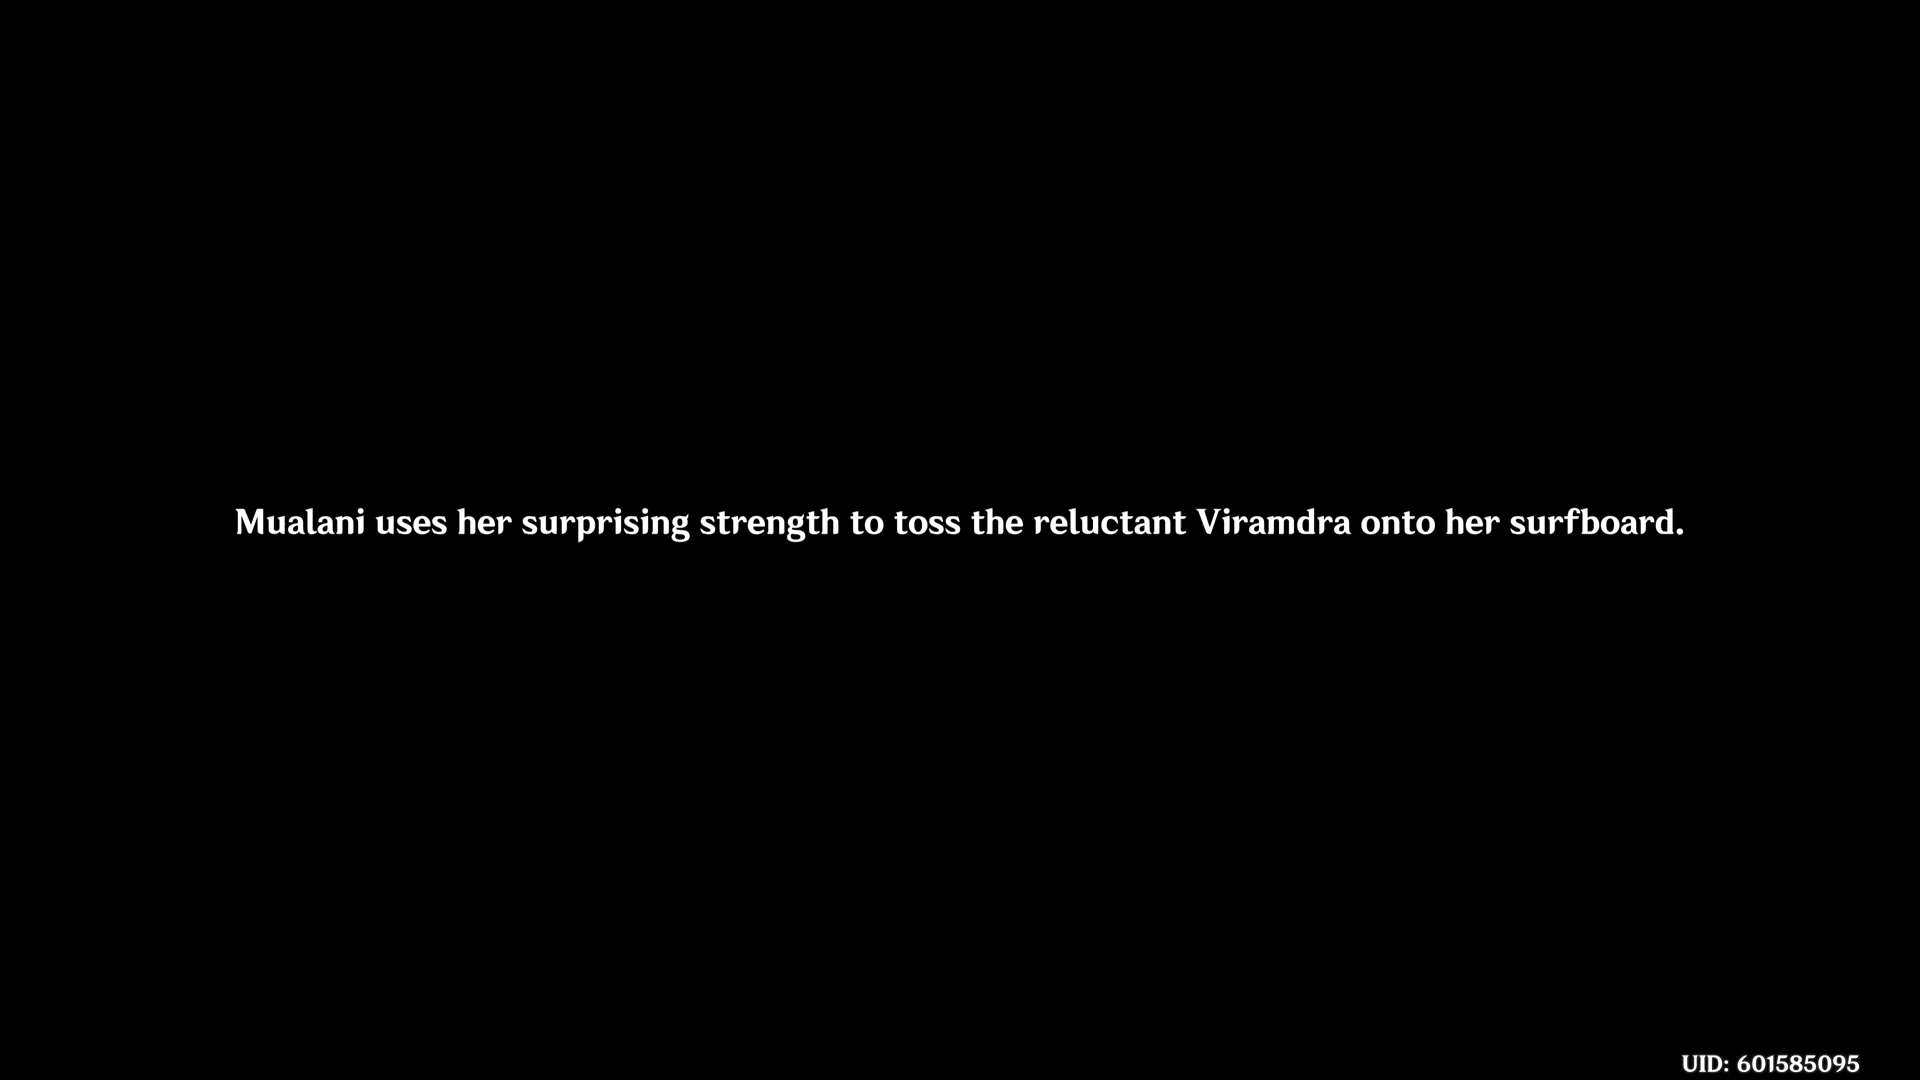 Mualani uses her surprising strength to toss the reluctant Viramdra onto her surfboard.
UID: 601585095